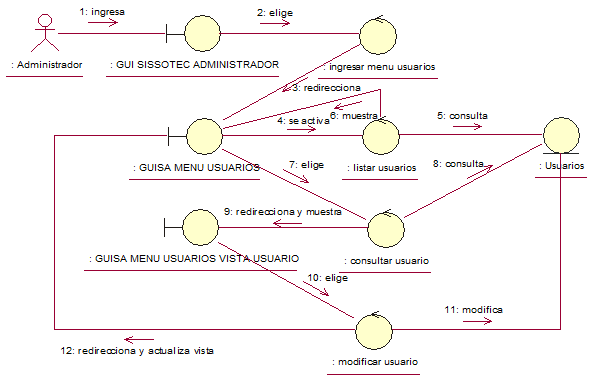 1: ingresa
2: elige
: Administrador
: GUI SISSOTEC ADMINISTRADOR
: ingresar menu usuarios
3: redirecciona
6: muestra
4: se activa
5: consulta
: GUISA MENU USUARIOS
: listar usuarios
: Usuarios
7: elige
8: consulta
9: redirecciona y muestra
: GUISA MENU USUARIOS VISTA USUARIO
: consultar usuario
10: elige
11: modifica
12: redirecciona y actualiza vista
: modificar usuario